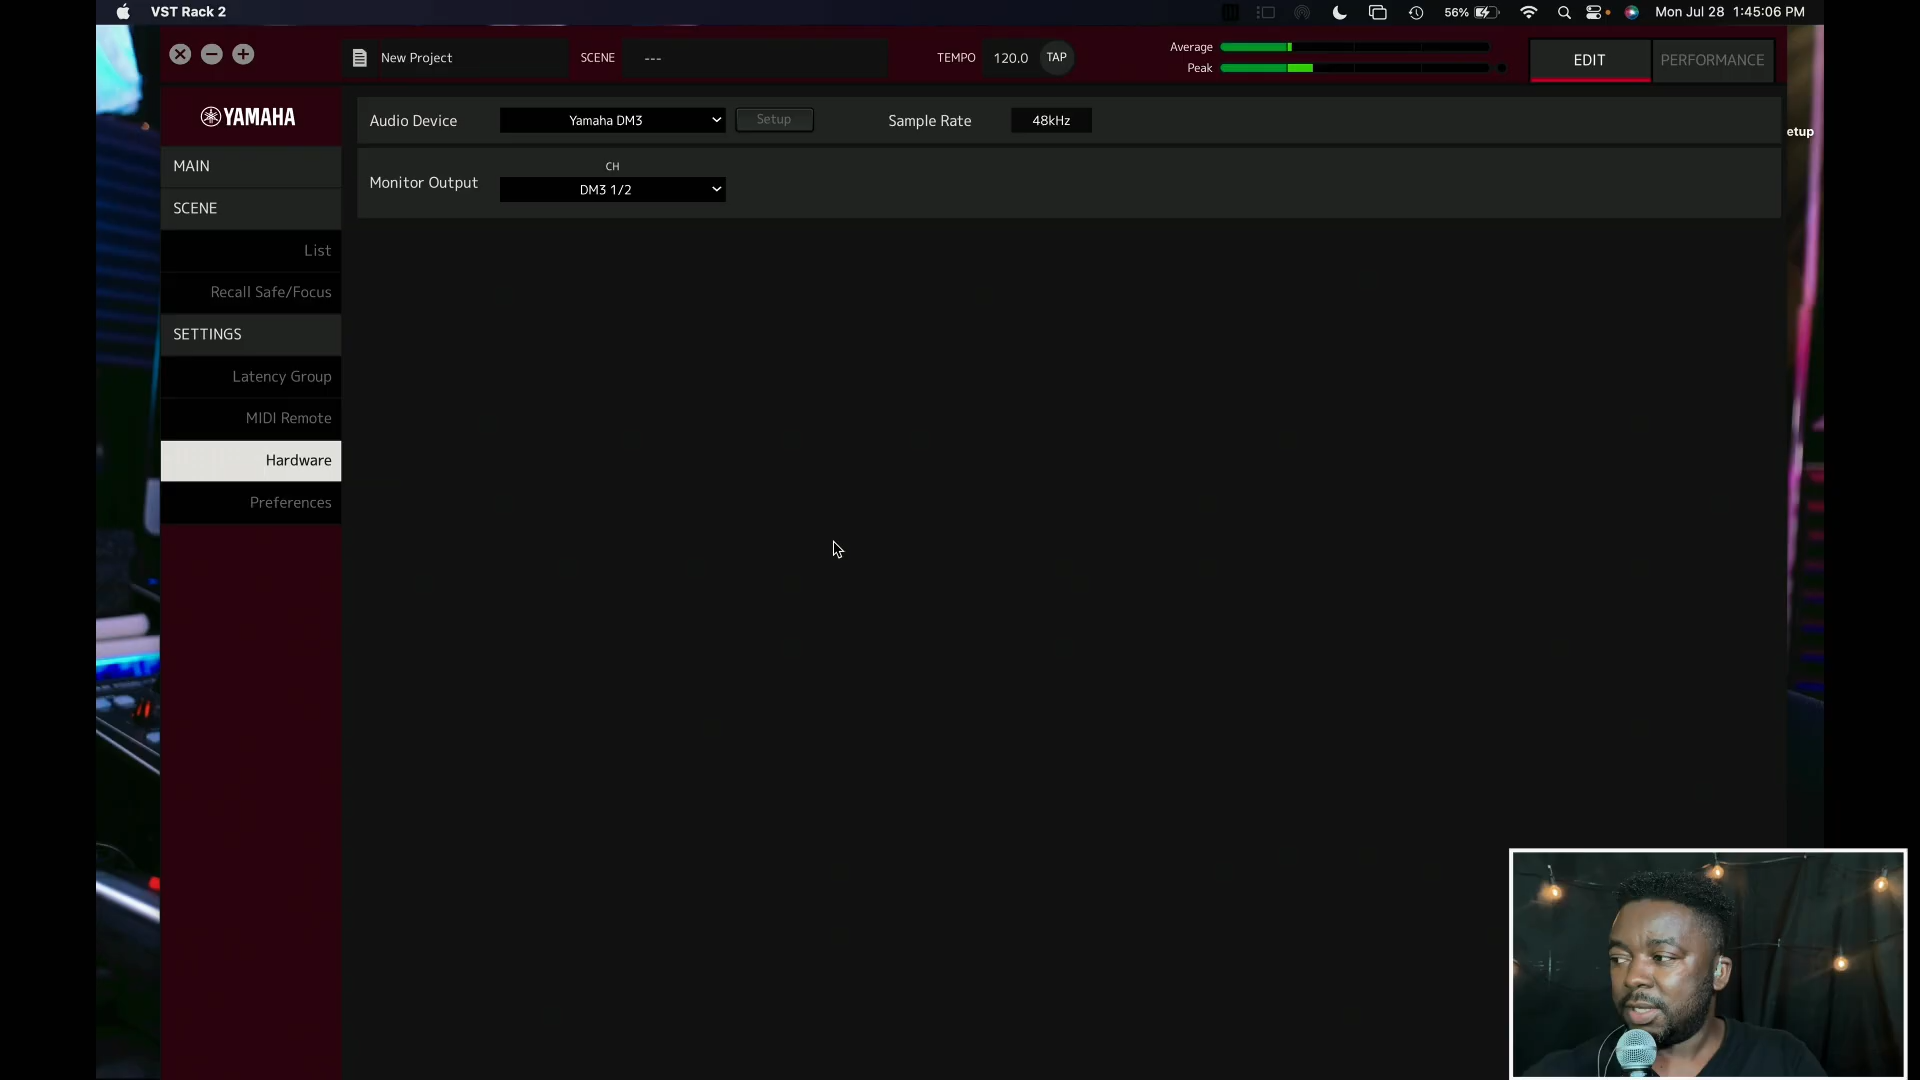 VST Rack 2
56%
Mon Jul 28 1:45:06 PM
New Project
SCENE
---
TEMPO
120.0
TAP
Average
Peak
EDIT
PERFORMANCE
YAMAHA
Audio Device
Yamaha DM3
Setup
Sample Rate
48kHz
etup
MAIN
CH
Monitor Output
DM3 1/2
SCENE
List
Recall Safe/Focus
SETTINGS
Latency Group
MIDI Remote
Hardware
Preferences